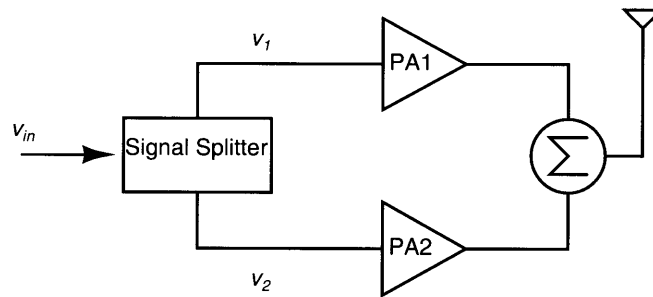 v1
PA1
vin
Signal Splitter
Σ
PA2
v2